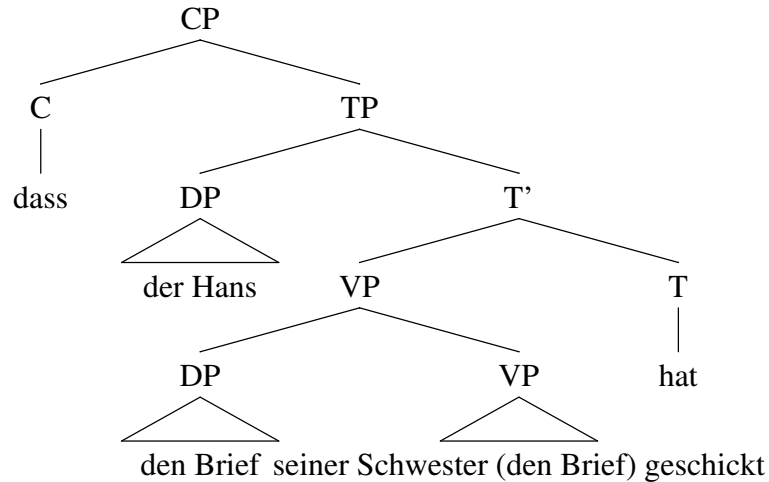 CP
C TP
dass DP T’
der Hans VP T
DP VP hat
den Brief seiner Schwester (den Brief) geschickt